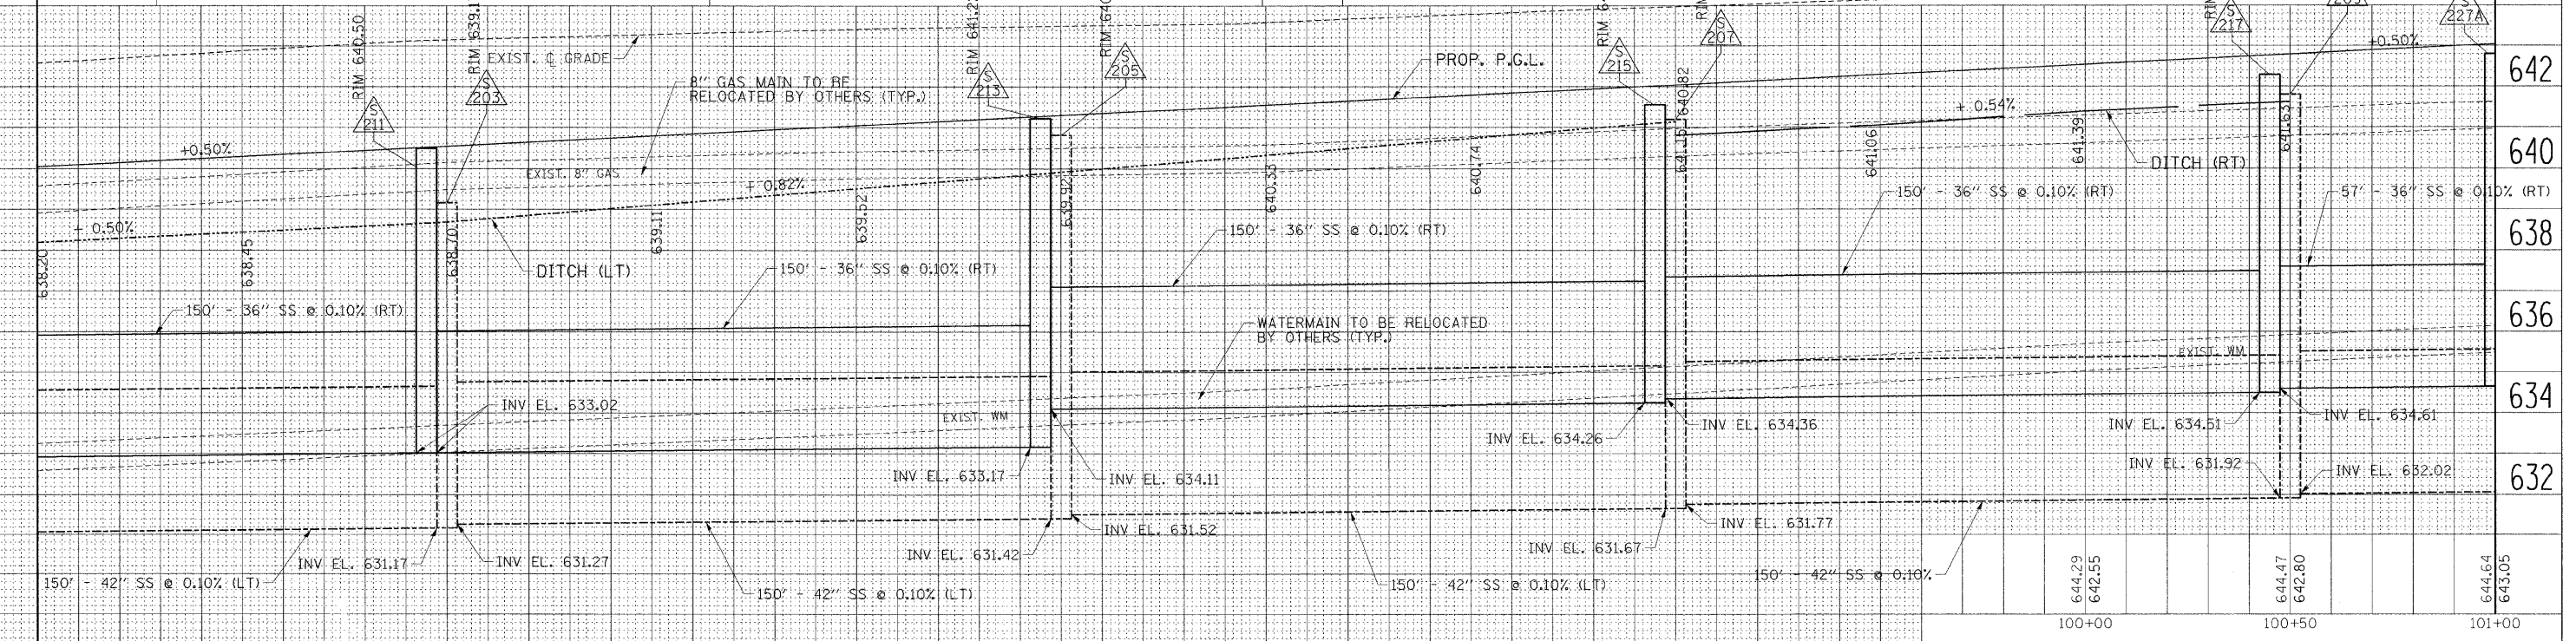 RIM 640.50
S
211
RIM 639.1
S
203
EXIST. ℄ GRADE
8" GAS MAIN TO BE
RELOCATED BY OTHERS (TYP.)
RIM 641.2
S
213
RIM 640
S
205
PROP. P.G.L.
S
215
640.82
S
207
S
217
S
227A
+0.50%
642
+0.50%
EXIST. 8" GAS
+ 0.82%
+ 0.54%
640
641.06
641.39
641.63
DITCH (RT)
+ 0.50%
638.20
638.45
638.70
639.11
639.52
639.92
640.33
640.74
150' - 36" SS @ 0.10% (RT)
57' - 36" SS @ 0.10% (RT)
638
DITCH (LT)
150' - 36" SS @ 0.10% (RT)
150' - 36" SS @ 0.10% (RT)
150' - 36" SS @ 0.10% (RT)
WATERMAIN TO BE RELOCATED
BY OTHERS (TYP.)
636
EXIST. WM
INV EL. 633.02
EXIST. WM
634
INV EL. 634.26
INV EL. 634.36
INV EL. 634.51
INV EL. 634.61
INV EL. 633.17
INV EL. 634.11
INV EL. 631.92
INV EL. 632.02
632
INV EL. 631.17
INV EL. 631.27
INV EL. 631.42
INV EL. 631.52
INV EL. 631.67
INV EL. 631.77
150' - 42" SS @ 0.10% (LT)
150' - 42" SS @ 0.10% (LT)
150' - 42" SS @ 0.10% (LT)
150' - 42" SS @ 0.10%
644.29
642.55
644.47
642.80
644.64
643.05
100+00
100+50
101+00